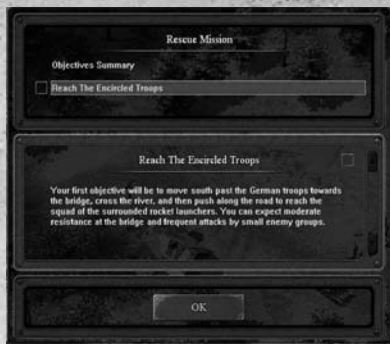 Rescue Mission
Objectives Summary
Reach The Encircled Troops
Reach The Encircled Troops
Your first objective will be to move south past the German troops towards
the bridge, cross the river, and then push along the road to reach the
squad of the surrounded rocket launchers. You can expect moderate
resistance at the bridge and frequent attacks by small enemy groups.
OK